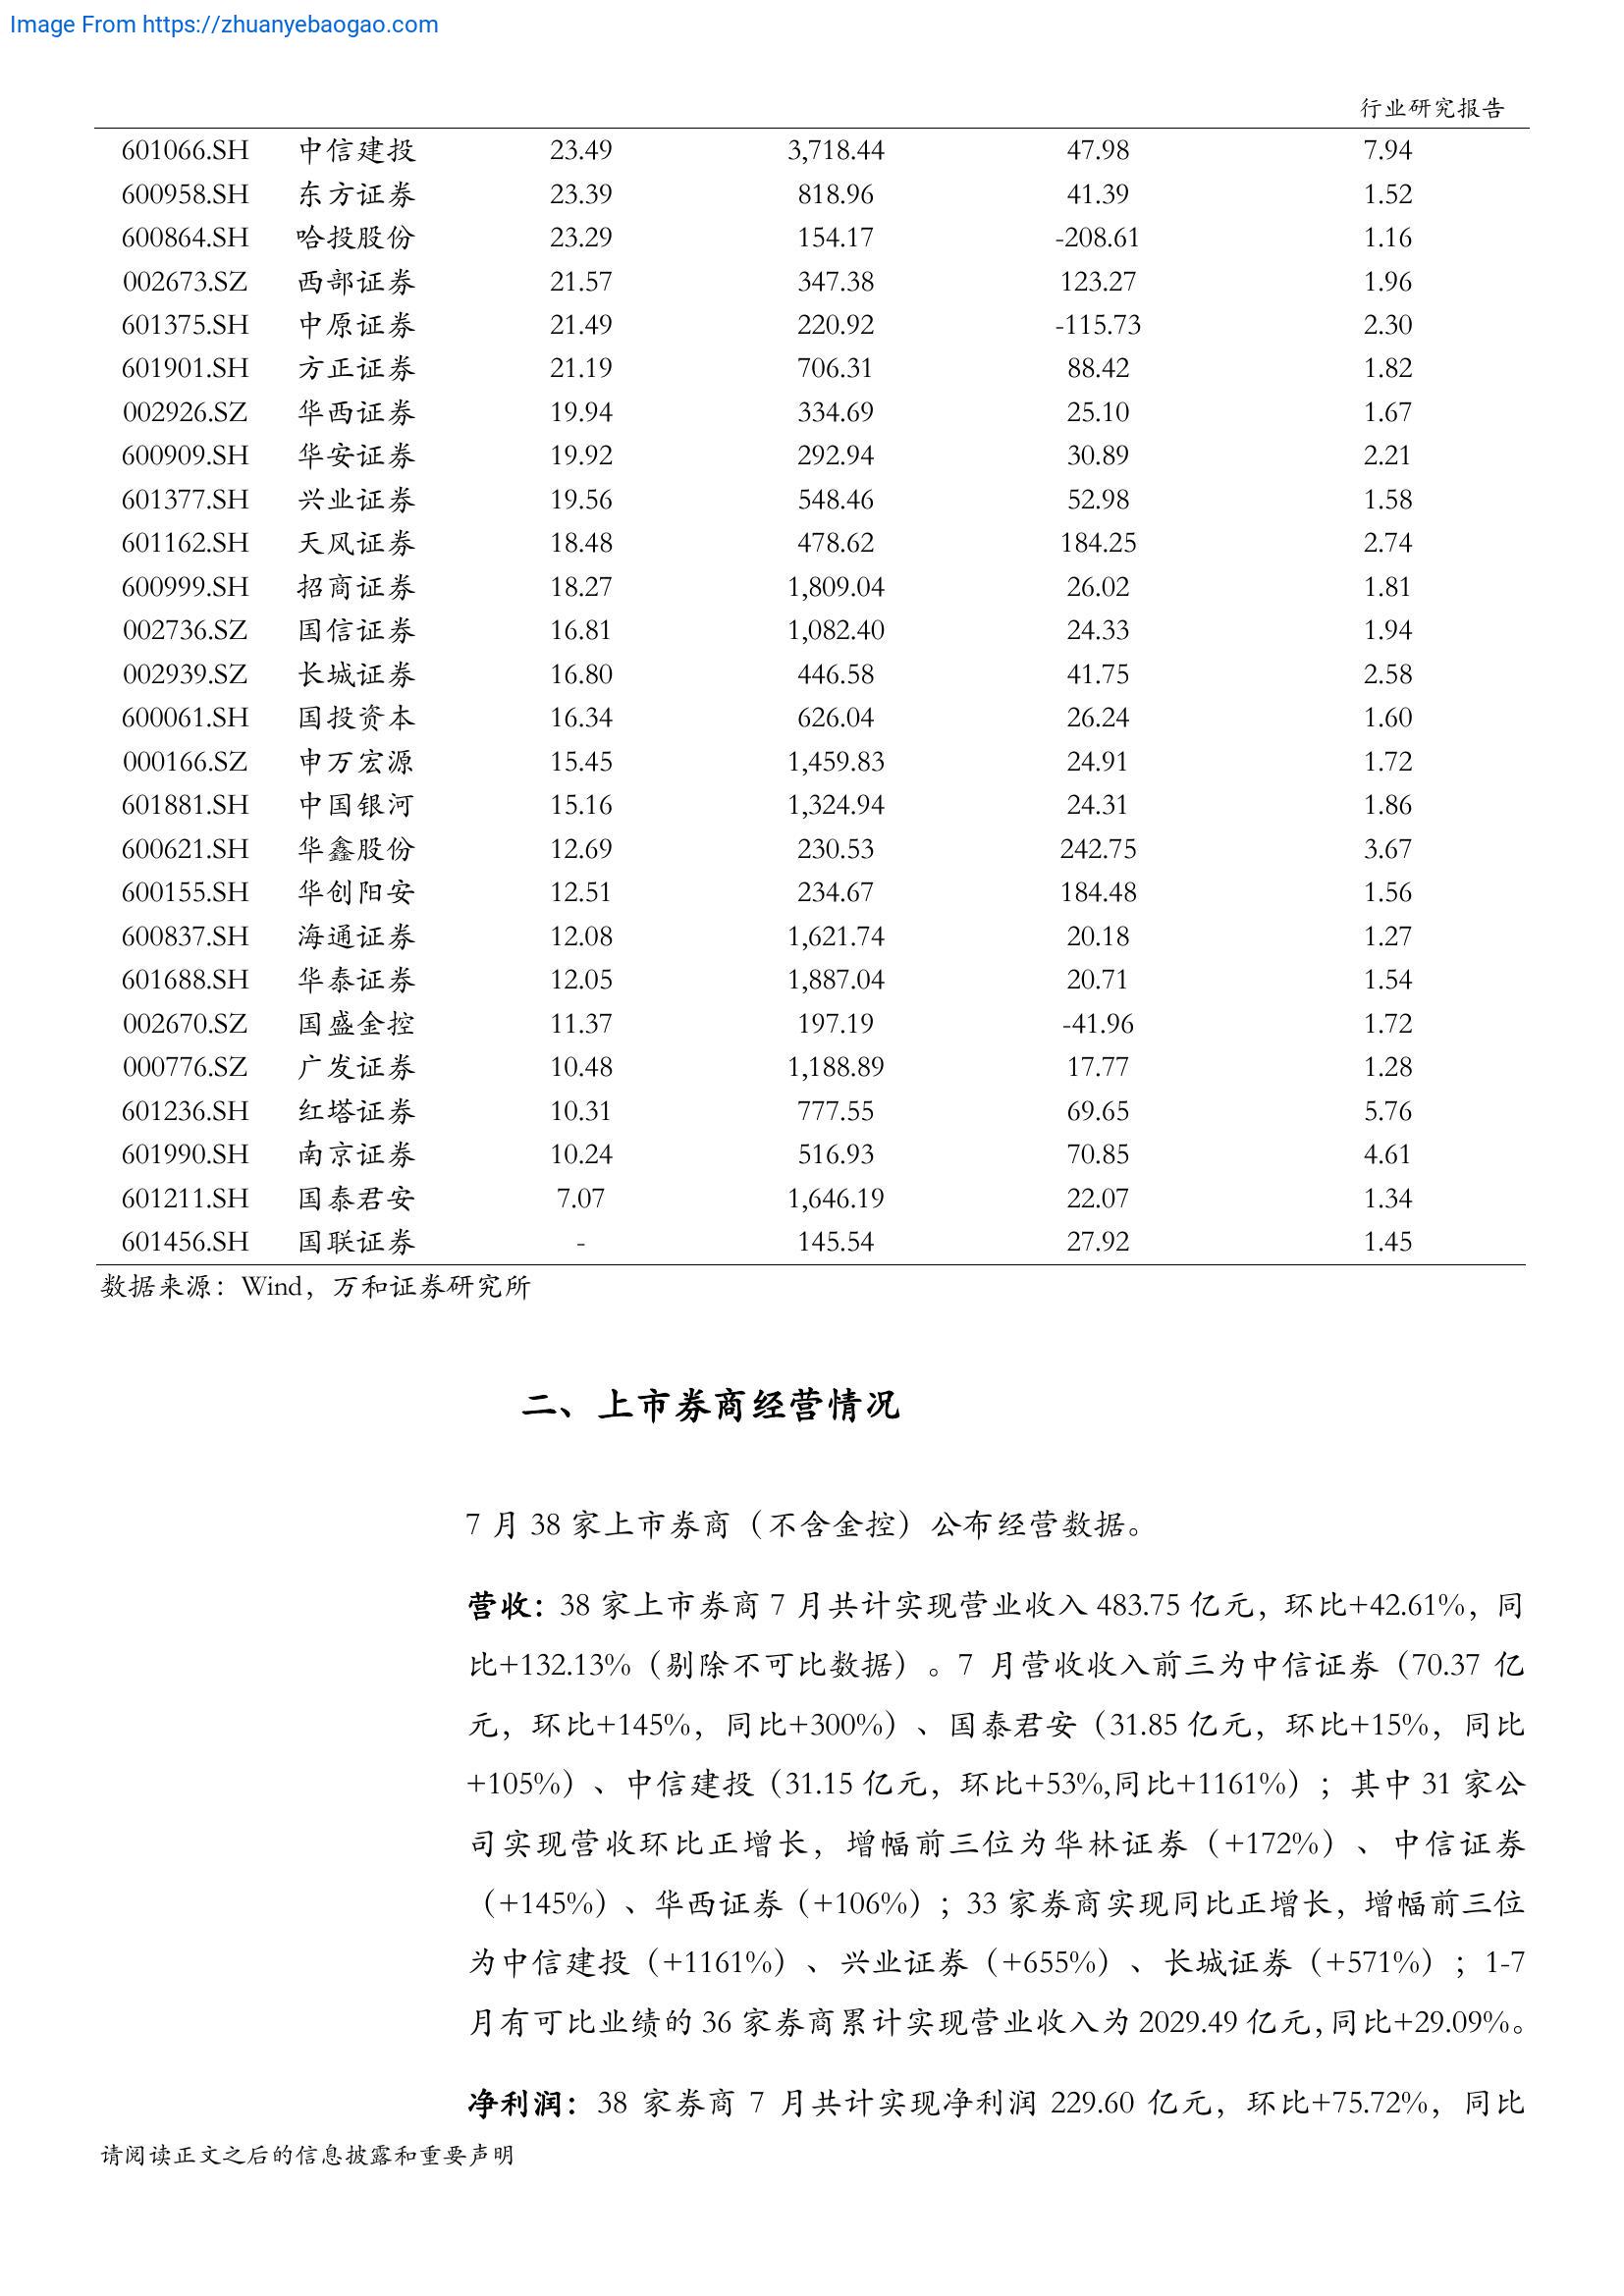 Image From https://zhuanyebaogao.com
行业研究报告
601066.SH 中信建投 23.49 3,718.44 47.98 7.94
600958.SH 东方证券 23.39 818.96 41.39 1.52
600864.SH 哈投股份 23.29 154.17 -208.61 1.16
002673.SZ 西部证券 21.57 347.38 123.27 1.96
601375.SH 中原证券 21.49 220.92 -115.73 2.30
601901.SH 方正证券 21.19 706.31 88.42 1.82
002926.SZ 华西证券 19.94 334.69 25.10 1.67
600909.SH 华安证券 19.92 292.94 30.89 2.21
601377.SH 兴业证券 19.56 548.46 52.98 1.58
601162.SH 天风证券 18.48 478.62 184.25 2.74
600999.SH 招商证券 18.27 1,809.04 26.02 1.81
002736.SZ 国信证券 16.81 1,082.40 24.33 1.94
002939.SZ 长城证券 16.80 446.58 41.75 2.58
600061.SH 国投资本 16.34 626.04 26.24 1.60
000166.SZ 申万宏源 15.45 1,459.83 24.91 1.72
601881.SH 中国银河 15.16 1,324.94 24.31 1.86
600621.SH 华鑫股份 12.69 230.53 242.75 3.67
600155.SH 华创阳安 12.51 234.67 184.48 1.56
600837.SH 海通证券 12.08 1,621.74 20.18 1.27
601688.SH 华泰证券 12.05 1,887.04 20.71 1.54
002670.SZ 国盛金控 11.37 197.19 -41.96 1.72
000776.SZ 广发证券 10.48 1,188.89 17.77 1.28
601236.SH 红塔证券 10.31 777.55 69.65 5.76
601990.SH 南京证券 10.24 516.93 70.85 4.61
601211.SH 国泰君安 7.07 1,646.19 22.07 1.34
601456.SH 国联证券 - 145.54 27.92 1.45
数据来源：Wind，万和证券研究所
二、上市券商经营情况
7 月 38 家上市券商（不含金控）公布经营数据。
营收：38 家上市券商 7 月共计实现营业收入 483.75 亿元，环比+42.61%，同
比+132.13%（剔除不可比数据）。7 月营收收入前三为中信证券（70.37 亿
元，环比+145%，同比+300%）、国泰君安（31.85 亿元，环比+15%，同比
+105%）、中信建投（31.15 亿元，环比+53%,同比+1161%）；其中 31 家公
司实现营收环比正增长，增幅前三位为华林证券（+172%）、中信证券
（+145%）、华西证券（+106%）；33 家券商实现同比正增长，增幅前三位
为中信建投（+1161%）、兴业证券（+655%）、长城证券（+571%）；1-7
月有可比业绩的 36 家券商累计实现营业收入为 2029.49 亿元，同比+29.09%。
净利润：38 家券商 7 月共计实现净利润 229.60 亿元，环比+75.72%，同比
请阅读正文之后的信息披露和重要声明